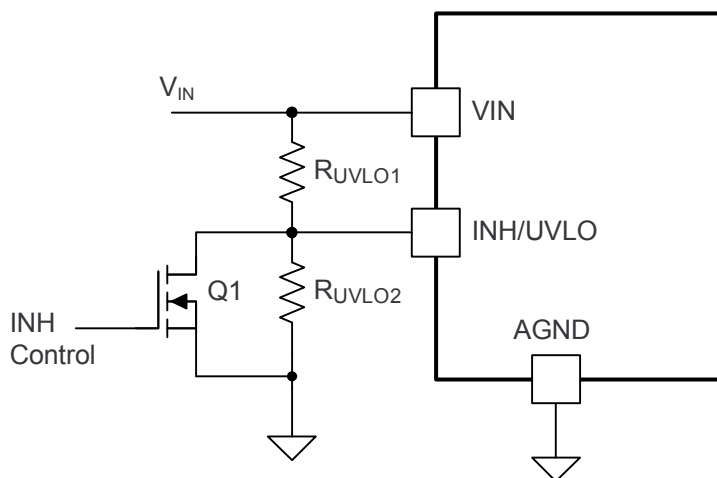 VIN
VIN
RUVLO1
INH/UVLO
Q1
RUVLO2
INH
Control
AGND